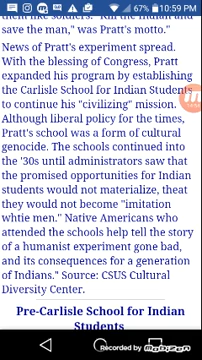 67% 10:59 PM
them like soldiers. "Kill the Indian and
save the man," was Pratt's motto."
News of Pratt's experiment spread.
With the blessing of Congress, Pratt
expanded his program by establishing
the Carlisle School for Indian Students
to continue his "civilizing" mission.
Although liberal policy for the times,
Pratt's school was a form of cultural
genocide. The schools continued into
the '30s until administrators saw that
the promised opportunities for Indian
students would not materialize, theat
they would not become "imitation
whtie men." Native Americans who
attended the schools help tell the story
of a humanist experiment gone bad,
and its consequences for a generation
of Indians." Source: CSUS Cultural
Diversity Center.
Pre-Carlisle School for Indian
Students
Recorded by